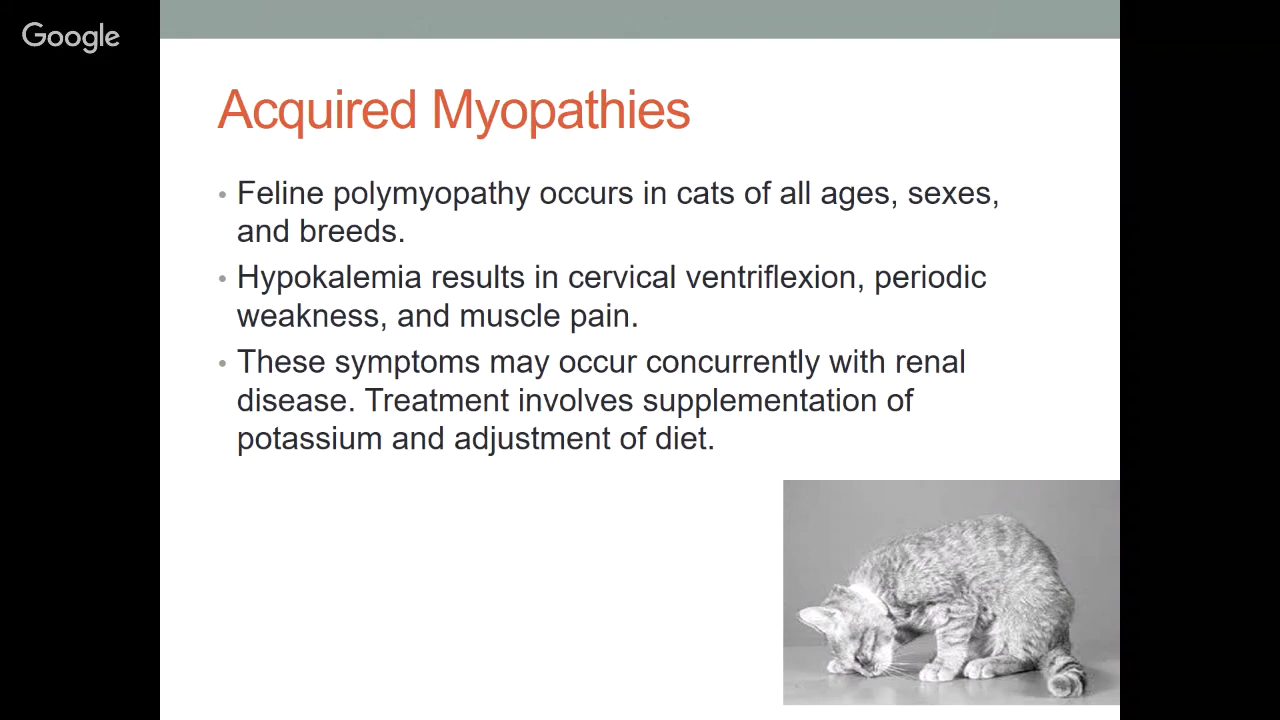 Google
Acquired Myopathies
• Feline polymyopathy occurs in cats of all ages, sexes,
and breeds.
• Hypokalemia results in cervical ventriflexion, periodic
weakness, and muscle pain.
• These symptoms may occur concurrently with renal
disease. Treatment involves supplementation of
potassium and adjustment of diet.